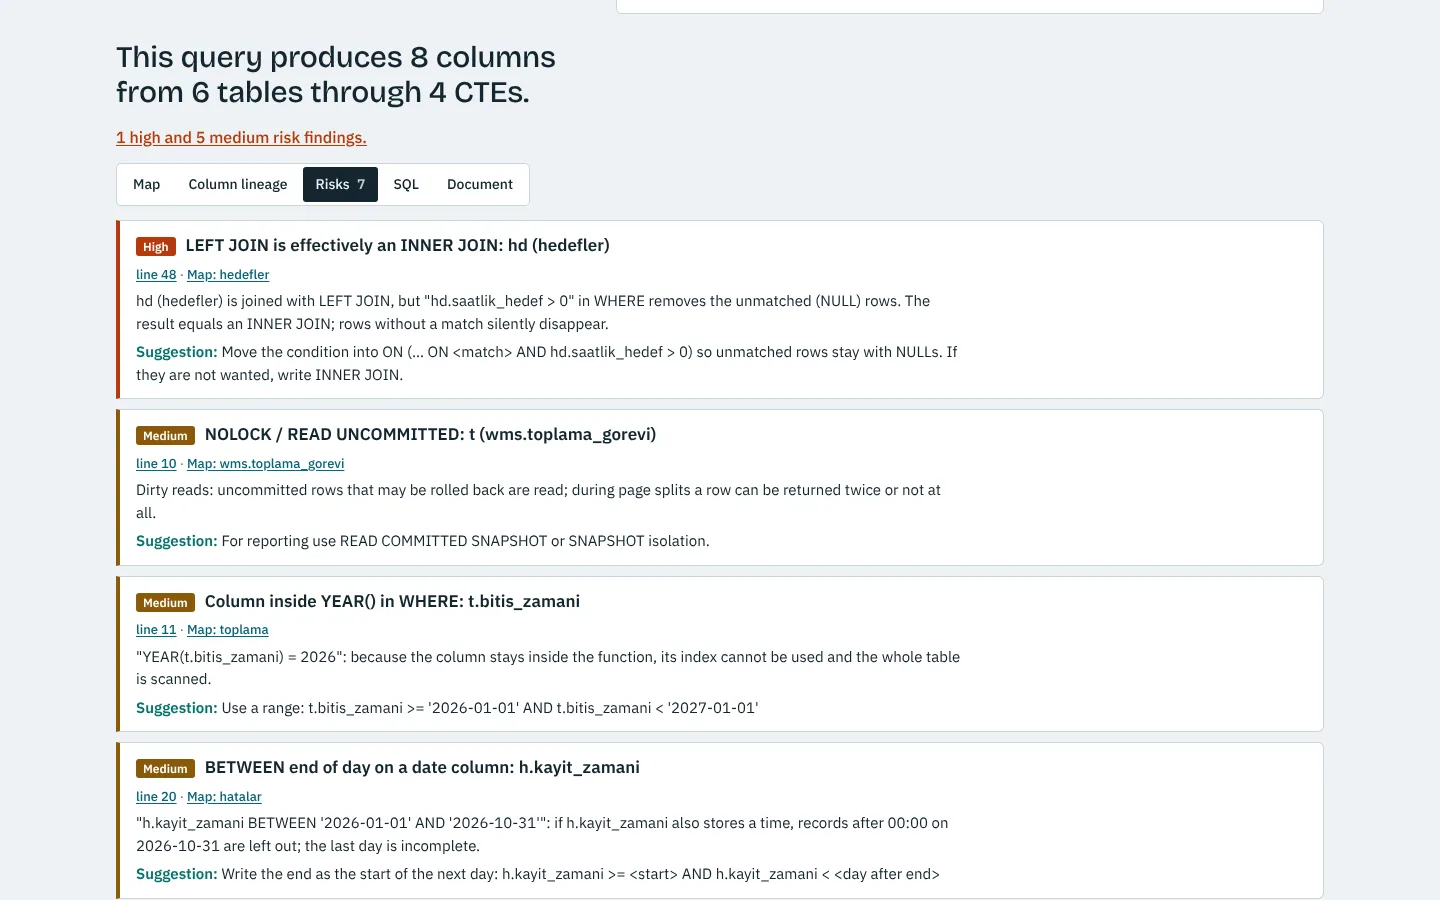 This query produces 8 columns
from 6 tables through 4 CTEs.
1 high and 5 medium risk findings.
Map Column lineage Risks 7 SQL Document
High LEFT JOIN is effectively an INNER JOIN: hd (hedefler)
line 48 · Map: hedefler
hd (hedefler) is joined with LEFT JOIN, but "hd.saatlik_hedef > 0" in WHERE removes the unmatched (NULL) rows. The
result equals an INNER JOIN; rows without a match silently disappear.
Suggestion: Move the condition into ON (... ON <match> AND hd.saatlik_hedef > 0) so unmatched rows stay with NULLs. If
they are not wanted, write INNER JOIN.
Medium NOLOCK / READ UNCOMMITTED: t (wms.toplama_gorevi)
line 10 · Map: wms.toplama_gorevi
Dirty reads: uncommitted rows that may be rolled back are read; during page splits a row can be returned twice or not at
all.
Suggestion: For reporting use READ COMMITTED SNAPSHOT or SNAPSHOT isolation.
Medium Column inside YEAR() in WHERE: t.bitis_zamani
line 11 · Map: toplama
"YEAR(t.bitis_zamani) = 2026": because the column stays inside the function, its index cannot be used and the whole table
is scanned.
Suggestion: Use a range: t.bitis_zamani >= '2026-01-01' AND t.bitis_zamani < '2027-01-01'
Medium BETWEEN end of day on a date column: h.kayit_zamani
line 20 · Map: hatalar
"h.kayit_zamani BETWEEN '2026-01-01' AND '2026-10-31'": if h.kayit_zamani also stores a time, records after 00:00 on
2026-10-31 are left out; the last day is incomplete.
Suggestion: Write the end as the start of the next day: h.kayit_zamani >= <start> AND h.kayit_zamani < <day after end>